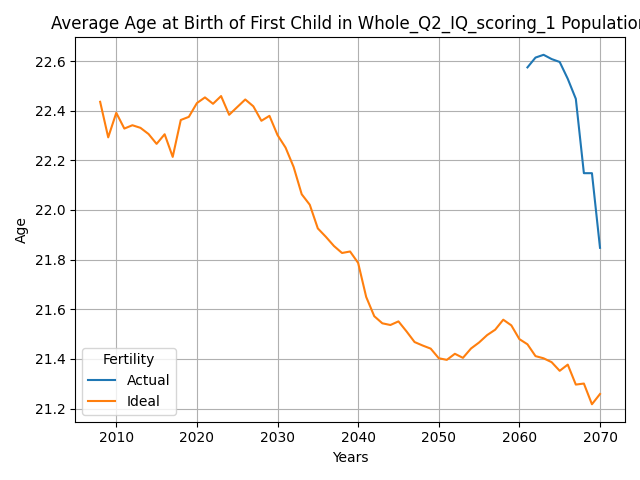 Average Age at Birth of First Child in Whole_Q2_IQ_scoring_1 Population
Age
22.6
22.4
22.2
22.0
21.8
21.6
21.4
21.2
Fertility
Actual
Ideal
2010 2020 2030 2040 2050 2060 2070
Years